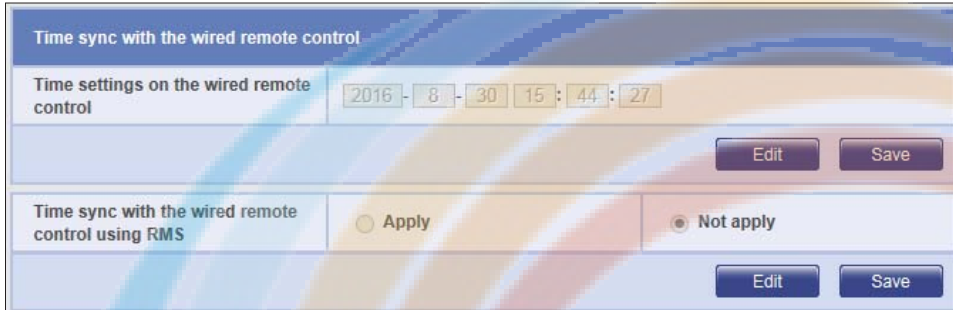 Time sync with the wired remote control
Time settings on the wired remote
control
2016 - 8 - 30 15 : 44 : 27
Edit Save
Time sync with the wired remote
control using RMS
Apply Not apply
Edit Save